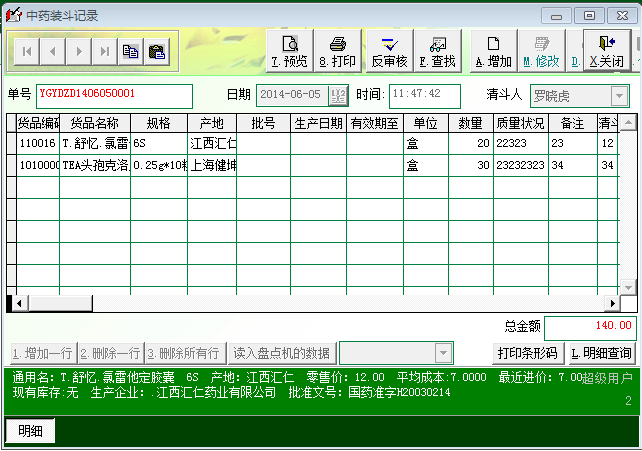 中药装斗记录
7.预览 8.打印 反审核 F.查找 A.增加 M.修改 D. X.关闭
单号 YGYDZD1406050001 日期 2014-06-05 时间: 11:47:42 清斗人 罗晓虎
货品编码 货品名称 规格 产地 批号 生产日期 有效期至 单位 数量 质量状况 备注 清斗
110016 T.舒忆.氯雷 6S 江西汇仁 盒 20 22323 23 12
1010000 TEA头孢克洛 0.25g*10粒 上海健坤 盒 30 23232323 34 34
总金额 140.00
1.增加一行 2.删除一行 3.删除所有行 读入盘点机的数据 打印条形码 L.明细查询
通用名: T.舒忆.氯雷他定胶囊 6S 产地: 江西汇仁 零售价: 12.00 平均成本:7.0000 最近进价: 7.00 超级用户
现有库存:无 生产企业: .江西汇仁药业有限公司 批准文号: 国药准字H20030214
2
明细